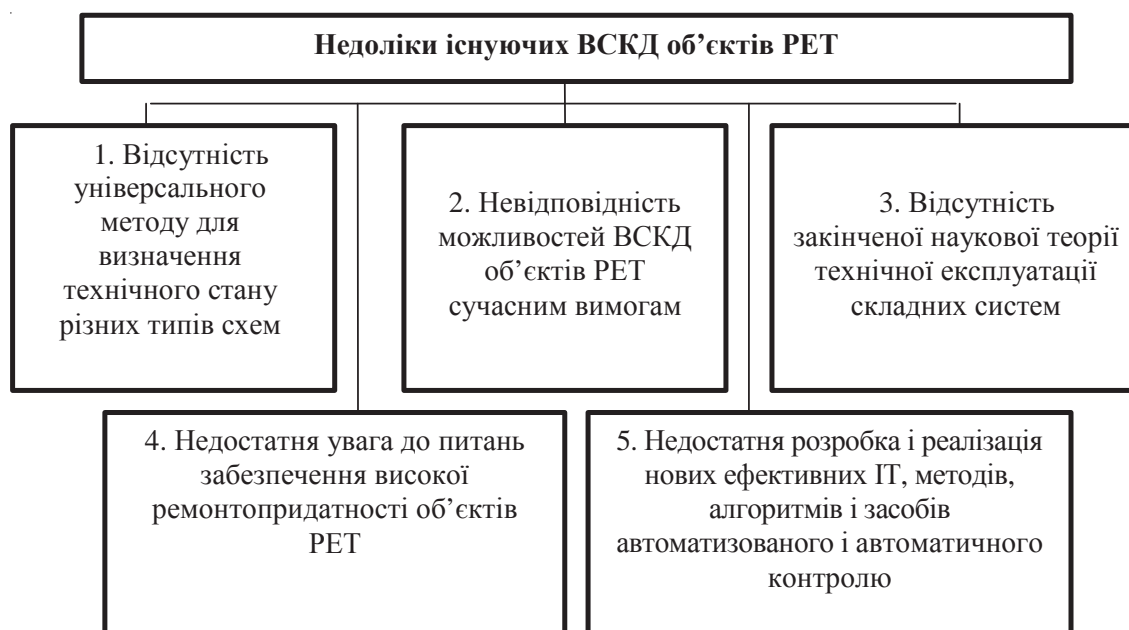 Недоліки існуючих ВСКД об’єктів РЕТ
1. Відсутність
універсального
методу для
визначення
технічного стану
різних типів схем
2. Невідповідність
можливостей ВСКД
об’єктів РЕТ
сучасним вимогам
3. Відсутність
закінченої наукової теорії
технічної експлуатації
складних систем
4. Недостатня увага до питань
забезпечення високої
ремонтопридатності об’єктів
РЕТ
5. Недостатня розробка і реалізація
нових ефективних ІТ, методів,
алгоритмів і засобів
автоматизованого і автоматичного
контролю